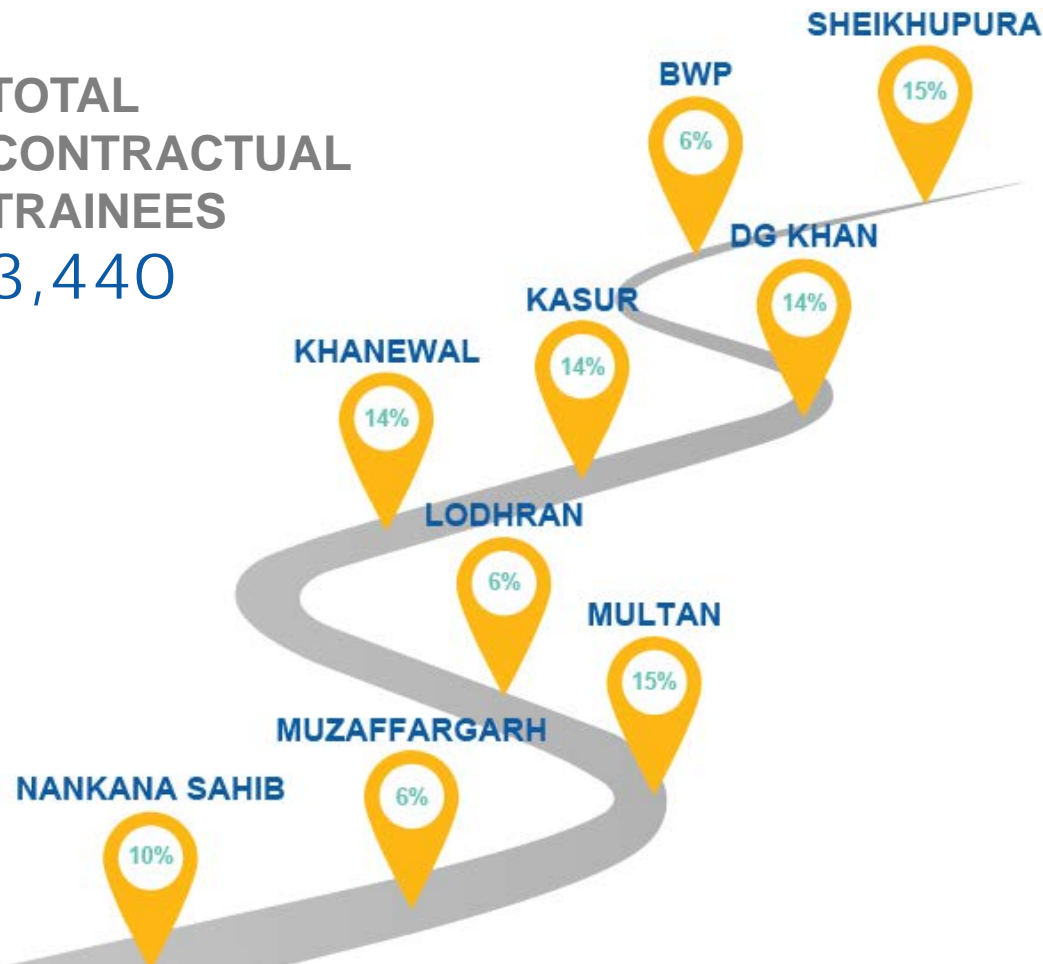 TOTAL
CONTRACTUAL
TRAINEES
3,440
SHEIKHUPURA
15%
BWP
6%
DG KHAN
14%
KASUR
14%
KHANEWAL
14%
LODHRAN
6%
MULTAN
15%
MUZAFFARGARH
6%
NANKANA SAHIB
10%